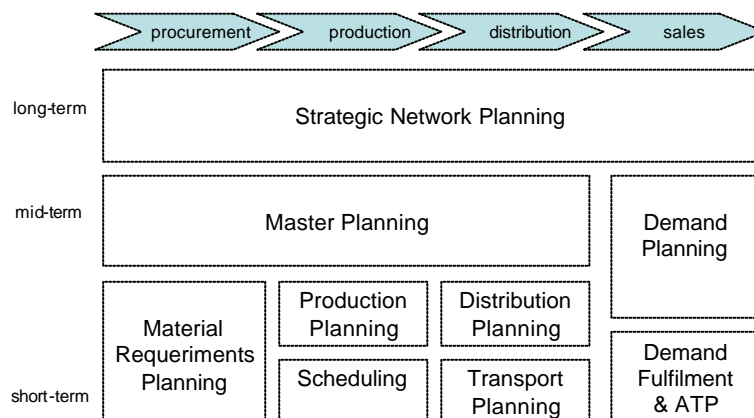 procurement production distribution sales
long-term
Strategic Network Planning
mid-term
Master Planning
Demand
Planning
Material
Requeriments
Planning
Production
Planning
Distribution
Planning
short-term
Scheduling
Transport
Planning
Demand
Fulfilment
& ATP